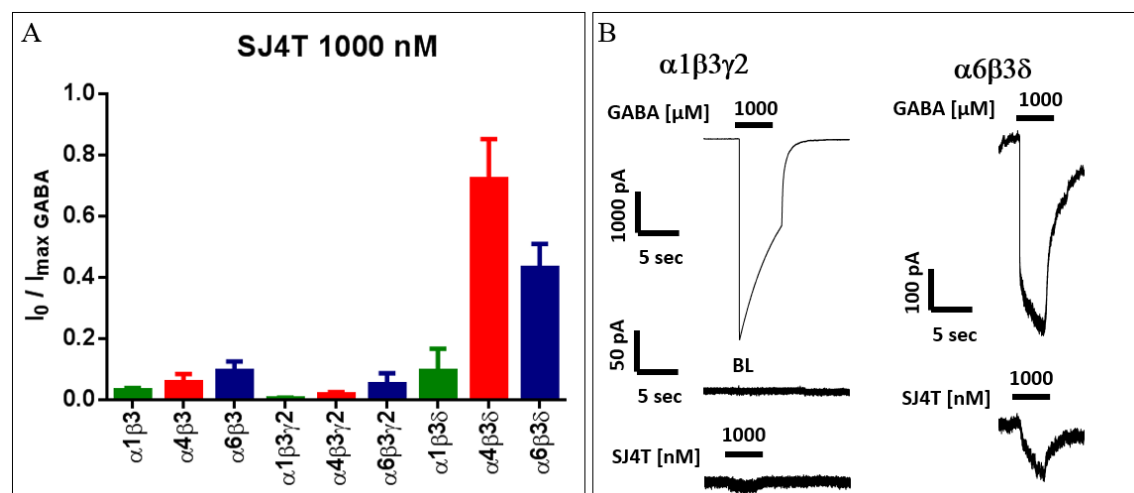 A
SJ4T 1000 nM
I0 / Imax GABA
1.0
0.8
0.6
0.4
0.2
0.0
α1β3
α4β3
α6β3
α1β3γ2
α4β3γ2
α6β3γ2
α1β3δ
α4β3δ
α6β3δ
B
α1β3γ2
GABA [μM]
1000
1000 pA
5 sec
50 pA
5 sec
BL
SJ4T [nM]
1000
α6β3δ
GABA [μM]
1000
100 pA
5 sec
SJ4T [nM]
1000